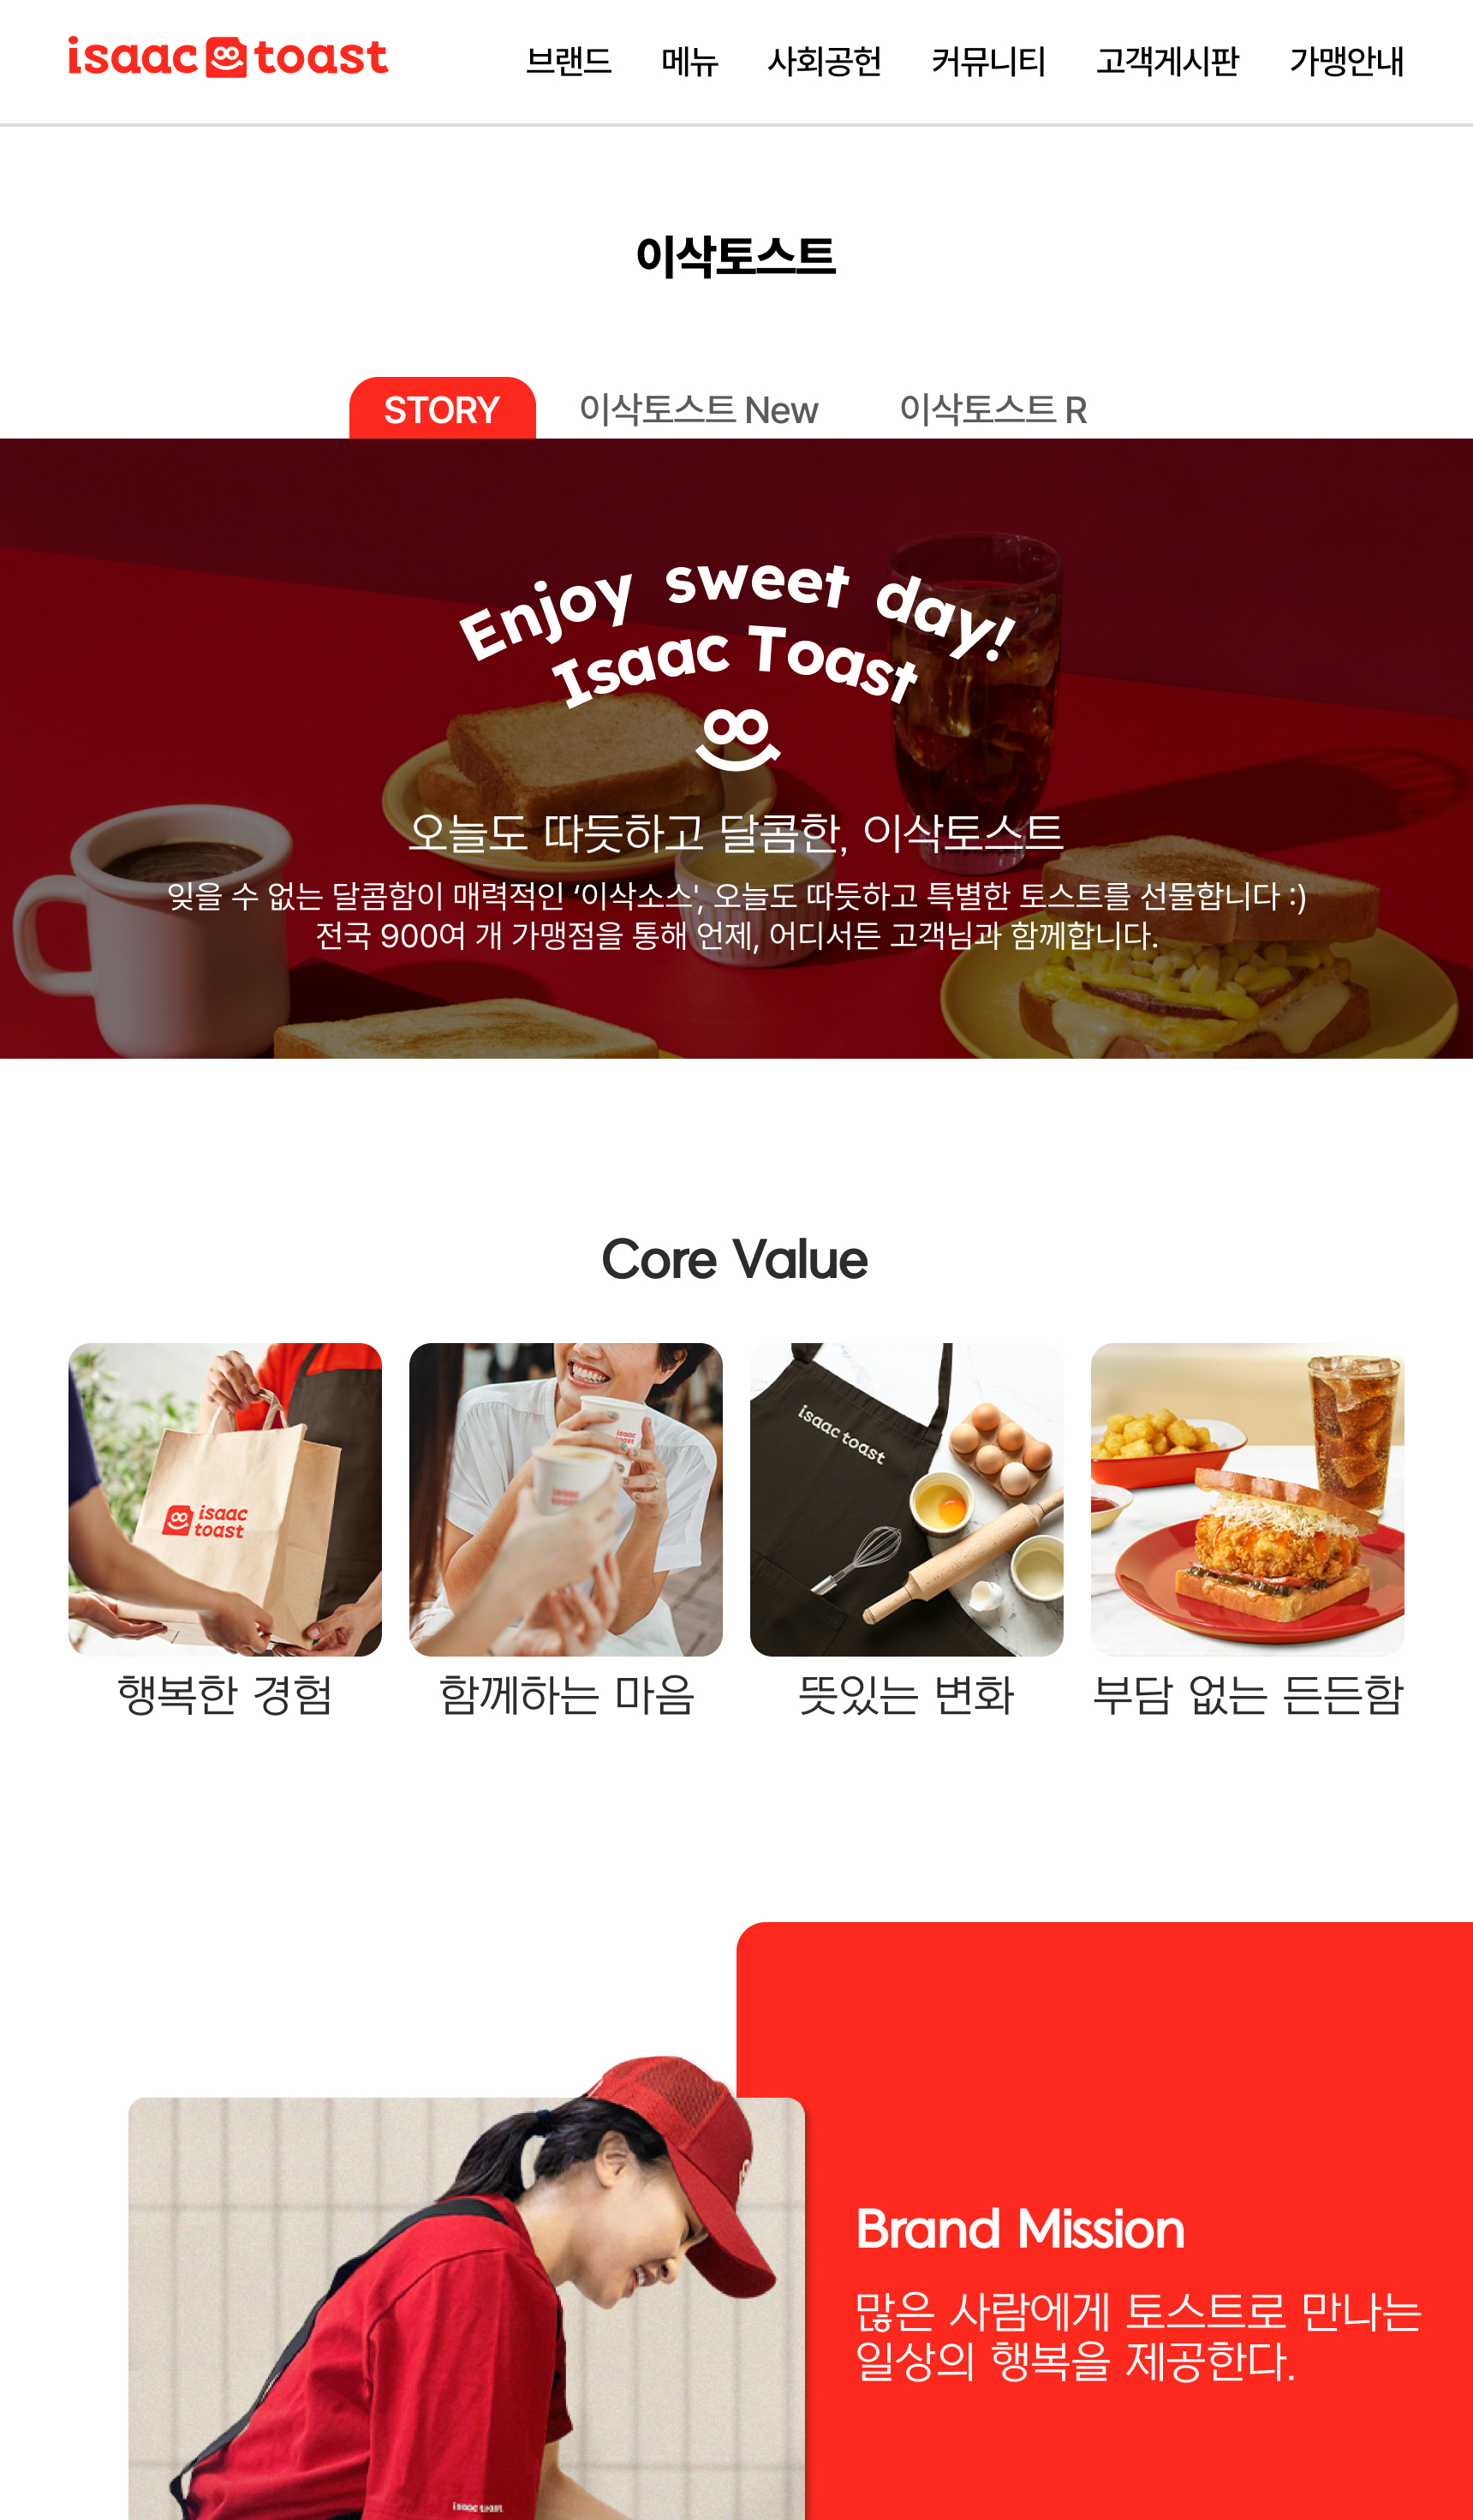 isaac toast
브랜드 메뉴 사회공헌 커뮤니티 고객게시판 가맹안내
이삭토스트
STORY 이삭토스트 New 이삭토스트 R
Enjoy sweet day!
Isaac Toast
오늘도 따듯하고 달콤한, 이삭토스트
잊을 수 없는 달콤함이 매력적인 ‘이삭소스', 오늘도 따듯하고 특별한 토스트를 선물합니다 :)
전국 900여 개 가맹점을 통해 언제, 어디서든 고객님과 함께합니다.
Core Value
isaac
toast
isaac
toast
isaac
toast
isaac toast
행복한 경험
함께하는 마음
뜻있는 변화
부담 없는 든든함
Brand Mission
많은 사람에게 토스트로 만나는
일상의 행복을 제공한다.
isaac toast